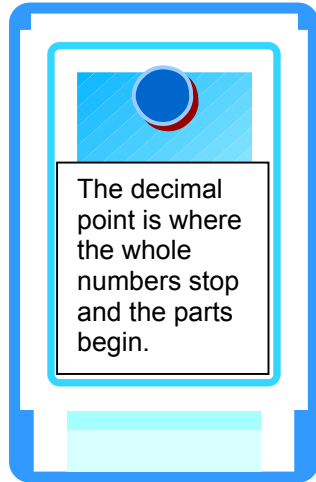 The decimal
point is where
the whole
numbers stop
and the parts
begin.